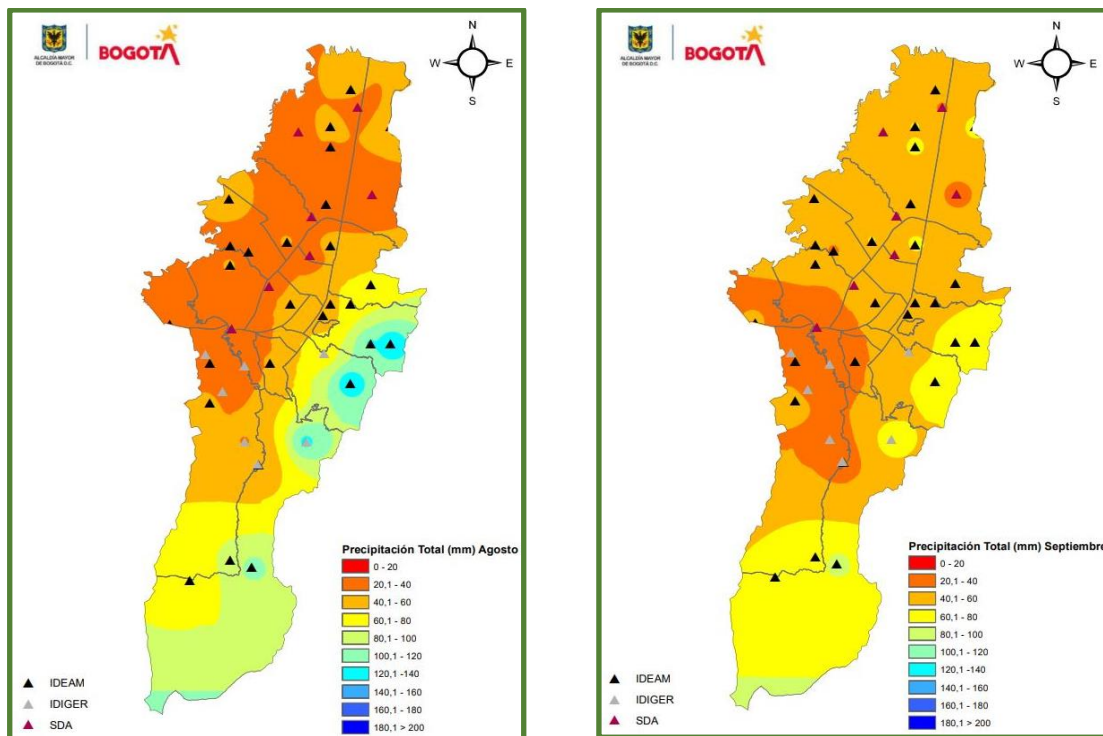 ALCALDÍA MAYOR
DE BOGOTÁ D.C.
BOGOTÁ
N
W
E
S
Precipitación Total (mm) Agosto
0 - 20
20,1 - 40
40,1 - 60
60,1 - 80
80,1 - 100
100,1 - 120
120,1 -140
140,1 - 160
160,1 - 180
180,1 > 200
IDEAM
IDIGER
SDA
ALCALDÍA MAYOR
DE BOGOTÁ D.C.
BOGOTÁ
N
W
E
S
Precipitación Total (mm) Septiembre
0 - 20
20,1 - 40
40,1 - 60
60,1 - 80
80,1 - 100
100,1 - 120
120,1 -140
140,1 - 160
160,1 - 180
180,1 > 200
IDEAM
IDIGER
SDA